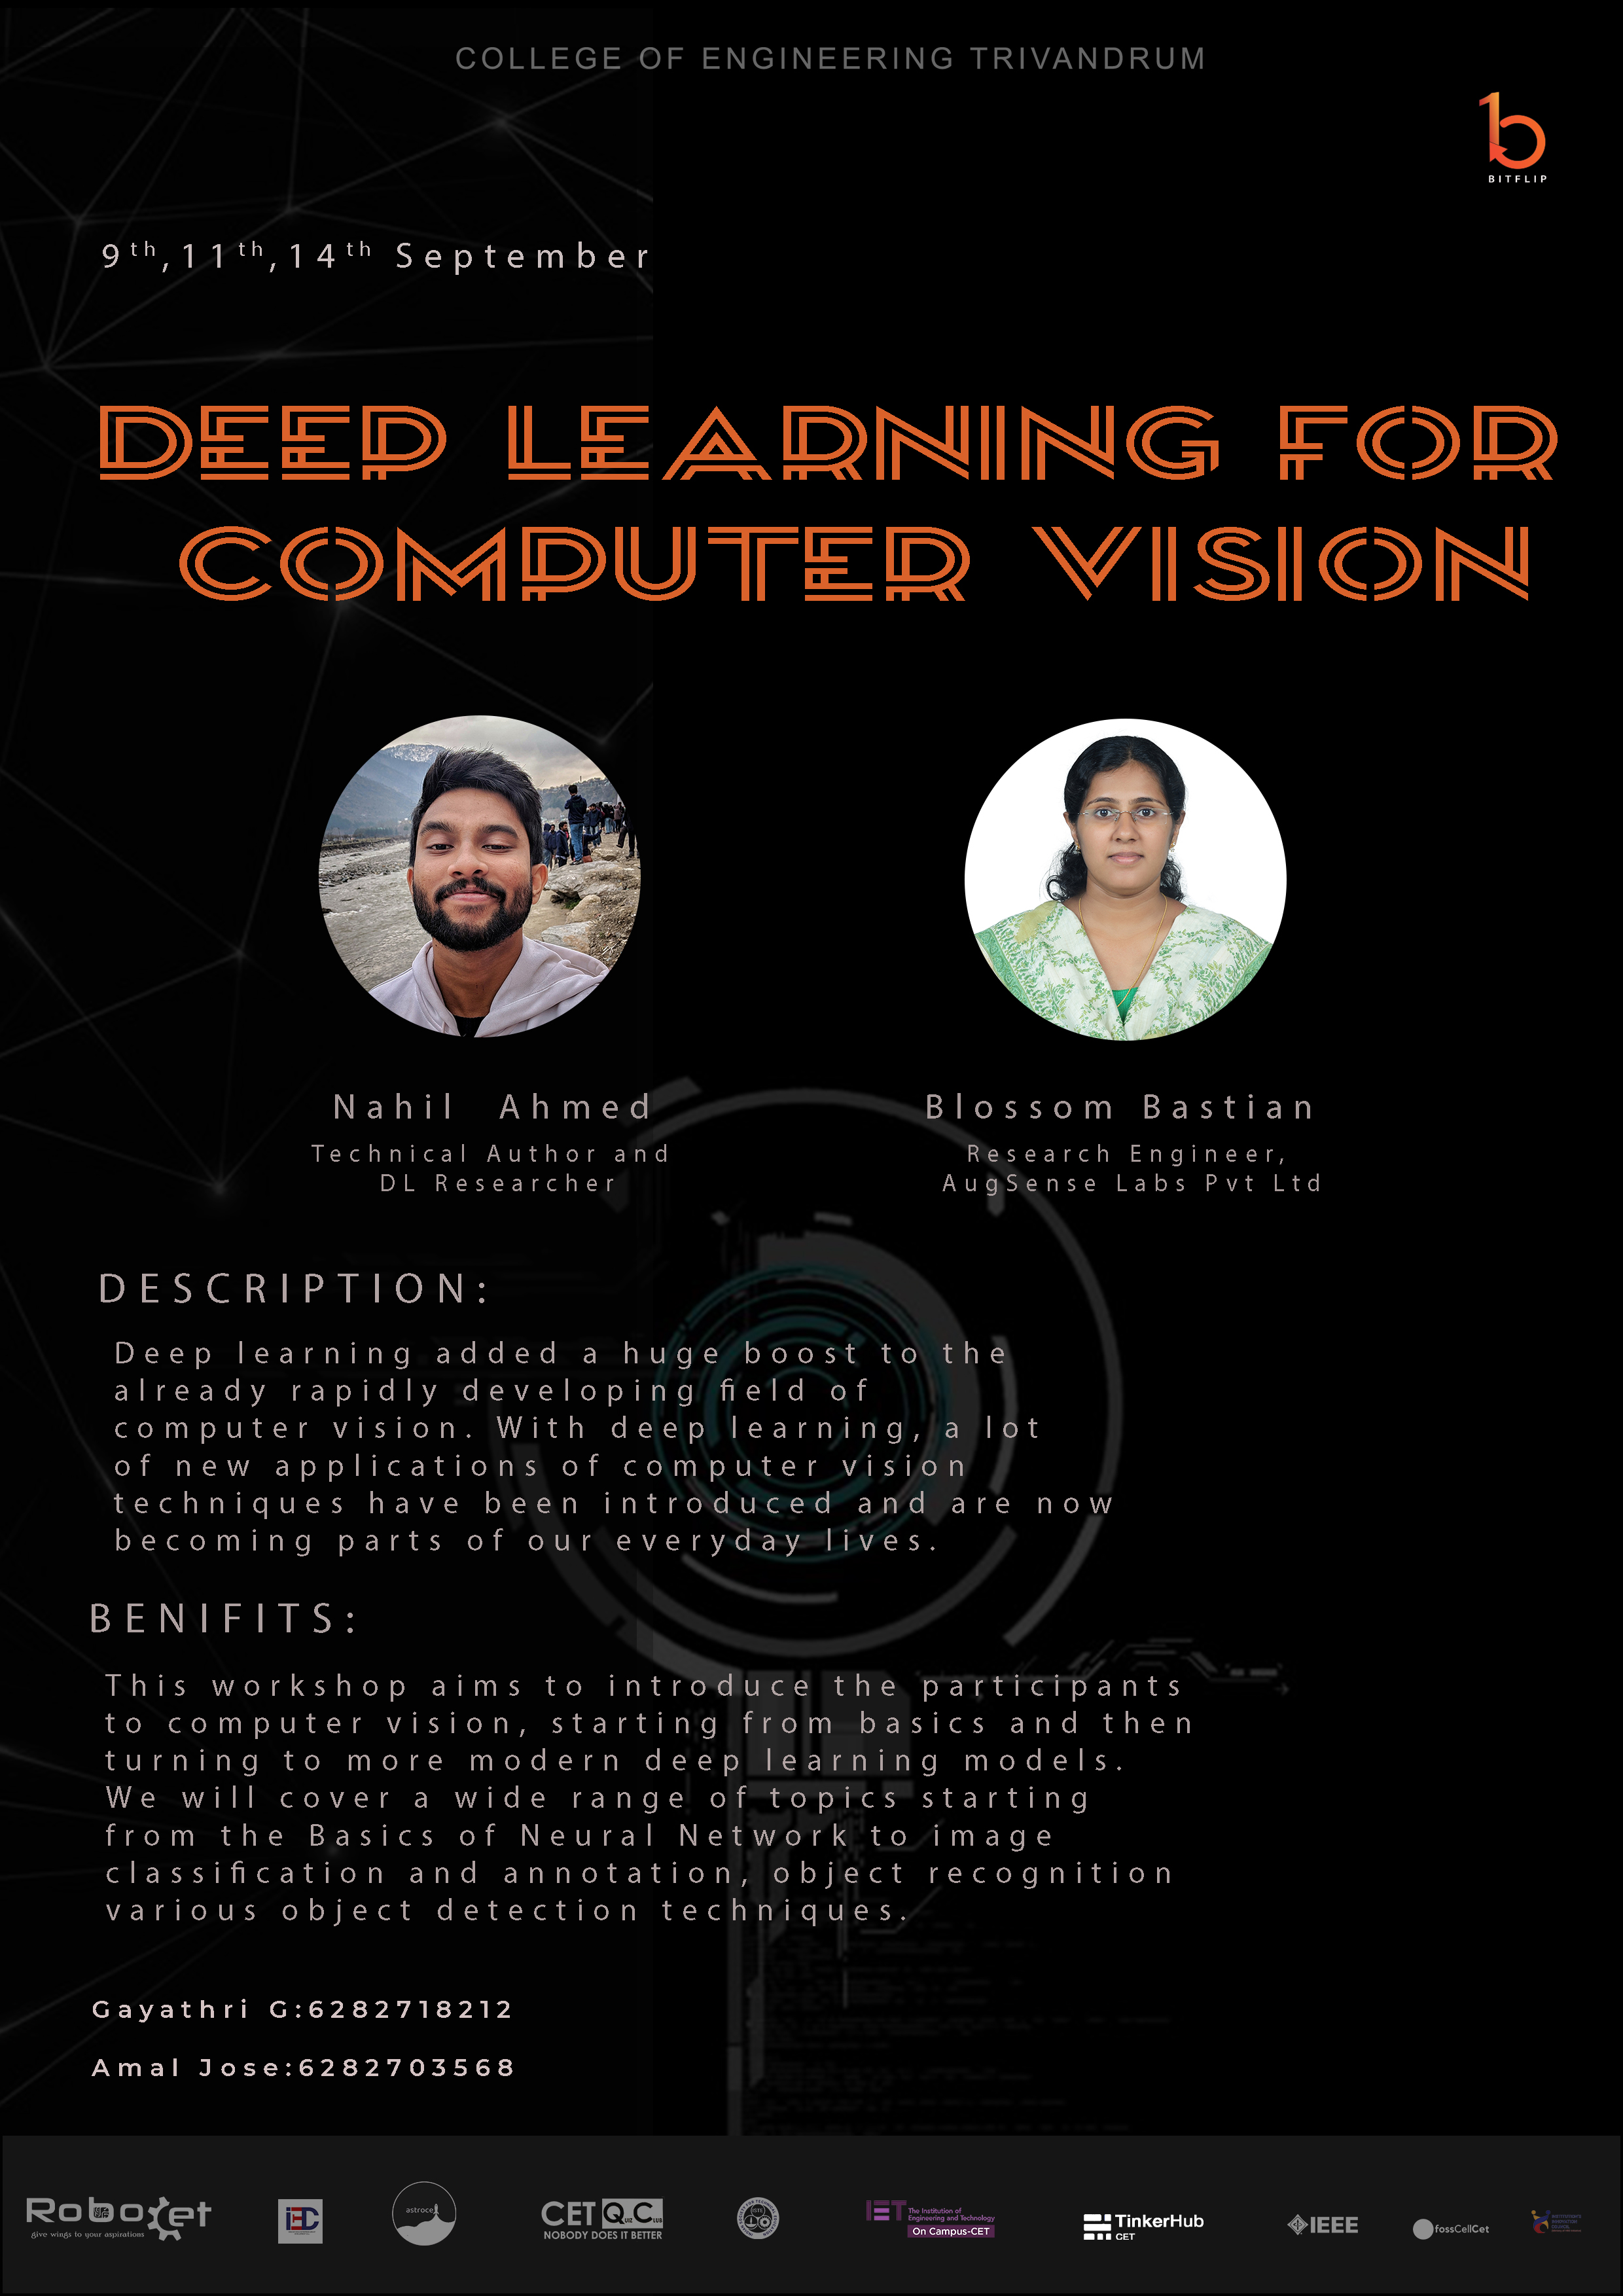 COLLEGE OF ENGINEERING TRIVANDRUM
BITFLIP
9th,11th,14th September
DEEP LEARNING FOR
COMPUTER VISION
Nahil Ahmed
Technical Author and
DL Researcher
Blossom Bastian
Research Engineer,
AugSense Labs Pvt Ltd
DESCRIPTION:
Deep learning added a huge boost to the
already rapidly developing field of
computer vision. With deep learning, a lot
of new applications of computer vision
techniques have been introduced and are now
becoming parts of our everyday lives.
BENIFITS:
This workshop aims to introduce the participants
to computer vision, starting from basics and then
turning to more modern deep learning models.
We will cover a wide range of topics starting
from the Basics of Neural Network to image
classification and annotation, object recognition
various object detection techniques.
Gayathri G:6282718212
Amal Jose:6282703568
Robocet
give wings to your aspirations
IEDC
astrocet
CET QUIZ CLUB
NOBODY DOES IT BETTER
IET The Institution of
Engineering and Technology
On Campus-CET
TinkerHub
CET
IEEE
fossCellCet